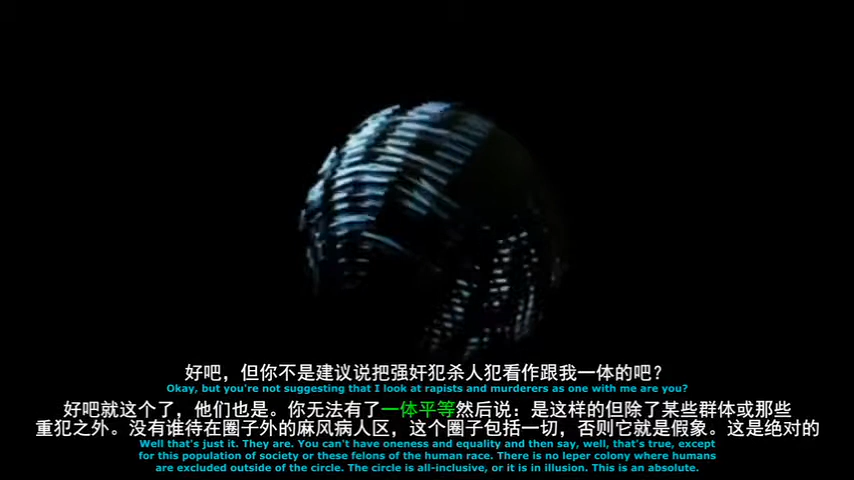 好吧，但你不是建议说把强奸犯杀人犯看作跟我一体的吧？
Okay, but you're not suggesting that I look at rapists and murderers as one with me are you?
好吧就这个了，他们也是。你无法有了一体平等然后说：是这样的但除了某些群体或那些
重犯之外。没有谁待在圈子外的麻风病人区，这个圈子包括一切，否则它就是假象。这是绝对的
Well that's just it. They are. You can't have oneness and equality and then say, well, that's true, except
for this population of society or these felons of the human race. There is no leper colony where humans
are excluded outside of the circle. The circle is all-inclusive, or it is in illusion. This is an absolute.